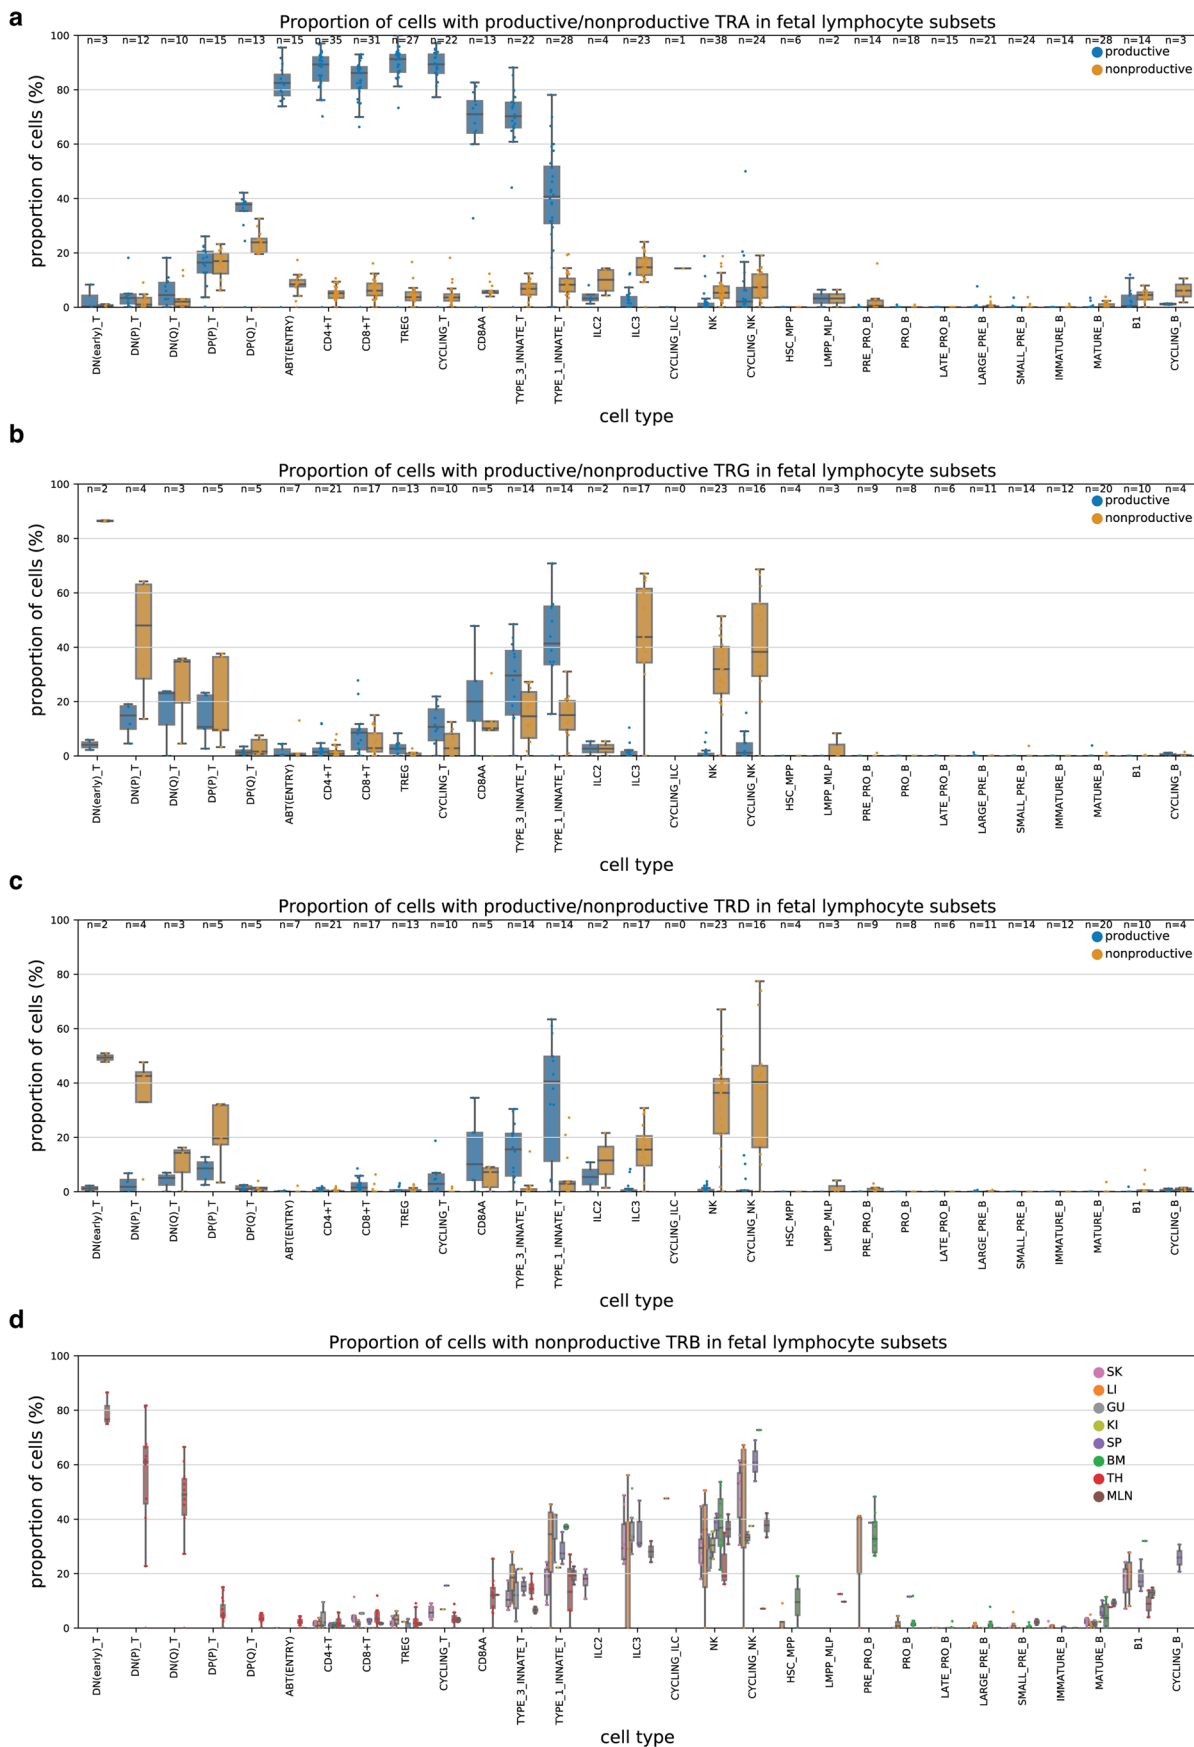 a
Proportion of cells with productive/nonproductive TRA in fetal lymphocyte subsets
n=3 n=12 n=10 n=15 n=13 n=15 n=35 n=31 n=27 n=22 n=13 n=22 n=28 n=4 n=23 n=1 n=38 n=24 n=6 n=2 n=14 n=18 n=15 n=21 n=24 n=14 n=28 n=14 n=3
productive
nonproductive
100
80
60
40
20
0
proportion of cells (%)
DN(early)_T DN(P)_T DN(Q)_T DP(P)_T DP(Q)_T ABT(ENTRY) CD4+T CD8+T TREG CYCLING_T CD8AA TYPE_3_INNATE_T TYPE_1_INNATE_T ILC2 ILC3 CYCLING_ILC NK CYCLING_NK HSC_MPP LMPP_MLP PRE_PRO_B PRO_B LATE_PRO_B LARGE_PRE_B SMALL_PRE_B IMMATURE_B MATURE_B B1 CYCLING_B
cell type
b
Proportion of cells with productive/nonproductive TRG in fetal lymphocyte subsets
n=2 n=4 n=3 n=5 n=5 n=7 n=21 n=17 n=13 n=10 n=5 n=14 n=14 n=2 n=17 n=0 n=23 n=16 n=4 n=3 n=9 n=8 n=6 n=11 n=14 n=12 n=20 n=10 n=4
productive
nonproductive
100
80
60
40
20
0
proportion of cells (%)
DN(early)_T DN(P)_T DN(Q)_T DP(P)_T DP(Q)_T ABT(ENTRY) CD4+T CD8+T TREG CYCLING_T CD8AA TYPE_3_INNATE_T TYPE_1_INNATE_T ILC2 ILC3 CYCLING_ILC NK CYCLING_NK HSC_MPP LMPP_MLP PRE_PRO_B PRO_B LATE_PRO_B LARGE_PRE_B SMALL_PRE_B IMMATURE_B MATURE_B B1 CYCLING_B
cell type
c
Proportion of cells with productive/nonproductive TRD in fetal lymphocyte subsets
n=2 n=4 n=3 n=5 n=5 n=7 n=21 n=17 n=13 n=10 n=5 n=14 n=14 n=2 n=17 n=0 n=23 n=16 n=4 n=3 n=9 n=8 n=6 n=11 n=14 n=12 n=20 n=10 n=4
productive
nonproductive
100
80
60
40
20
0
proportion of cells (%)
DN(early)_T DN(P)_T DN(Q)_T DP(P)_T DP(Q)_T ABT(ENTRY) CD4+T CD8+T TREG CYCLING_T CD8AA TYPE_3_INNATE_T TYPE_1_INNATE_T ILC2 ILC3 CYCLING_ILC NK CYCLING_NK HSC_MPP LMPP_MLP PRE_PRO_B PRO_B LATE_PRO_B LARGE_PRE_B SMALL_PRE_B IMMATURE_B MATURE_B B1 CYCLING_B
cell type
d
Proportion of cells with nonproductive TRB in fetal lymphocyte subsets
SK
LI
GU
KI
SP
BM
TH
MLN
100
80
60
40
20
0
proportion of cells (%)
DN(early)_T DN(P)_T DN(Q)_T DP(P)_T DP(Q)_T ABT(ENTRY) CD4+T CD8+T TREG CYCLING_T CD8AA TYPE_3_INNATE_T TYPE_1_INNATE_T ILC2 ILC3 CYCLING_ILC NK CYCLING_NK HSC_MPP LMPP_MLP PRE_PRO_B PRO_B LATE_PRO_B LARGE_PRE_B SMALL_PRE_B IMMATURE_B MATURE_B B1 CYCLING_B
cell type